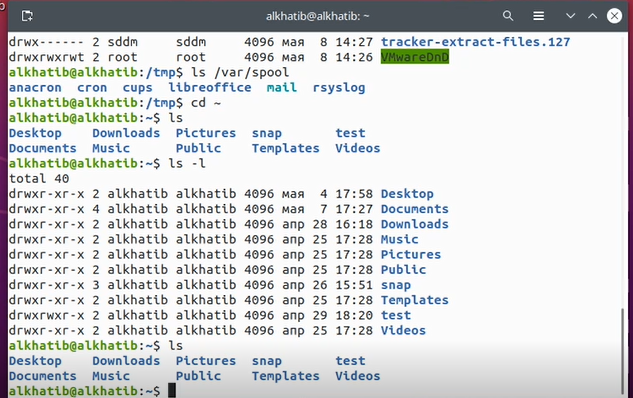 alkhatib@alkhatib: ~
drwx------ 2 sddm     sddm     4096 мая  8 14:27 tracker-extract-files.127
drwxrwxrwt 2 root     root     4096 мая  8 14:26 VMwareDnD
alkhatib@alkhatib:/tmp$ ls /var/spool
anacron  cron  cups  libreoffice  mail  rsyslog
alkhatib@alkhatib:/tmp$ cd ~
alkhatib@alkhatib:~$ ls
Desktop    Downloads  Pictures  snap       test
Documents  Music      Public    Templates  Videos
alkhatib@alkhatib:~$ ls -l
total 40
drwxr-xr-x 2 alkhatib alkhatib 4096 мая  4 17:58 Desktop
drwxr-xr-x 4 alkhatib alkhatib 4096 мая  7 17:27 Documents
drwxr-xr-x 2 alkhatib alkhatib 4096 апр 28 16:18 Downloads
drwxr-xr-x 2 alkhatib alkhatib 4096 апр 25 17:28 Music
drwxr-xr-x 2 alkhatib alkhatib 4096 апр 25 17:28 Pictures
drwxr-xr-x 2 alkhatib alkhatib 4096 апр 25 17:28 Public
drwxr-xr-x 3 alkhatib alkhatib 4096 апр 26 15:51 snap
drwxr-xr-x 2 alkhatib alkhatib 4096 апр 25 17:28 Templates
drwxrwxr-x 2 alkhatib alkhatib 4096 апр 29 18:20 test
drwxr-xr-x 2 alkhatib alkhatib 4096 апр 25 17:28 Videos
alkhatib@alkhatib:~$ ls
Desktop    Downloads  Pictures  snap       test
Documents  Music      Public    Templates  Videos
alkhatib@alkhatib:~$